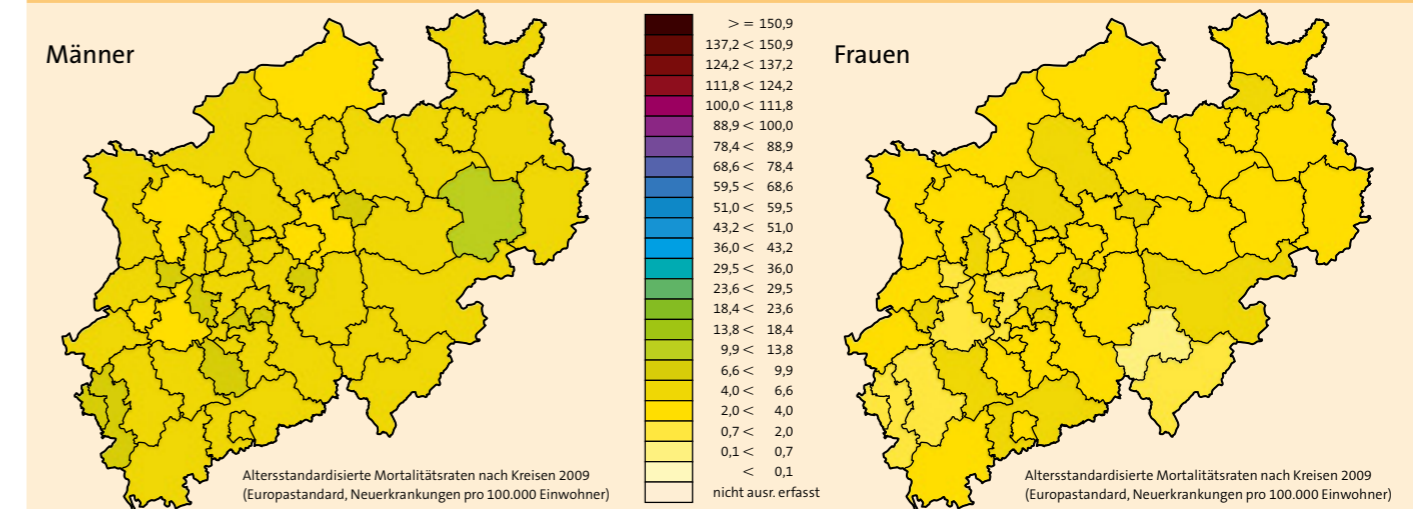 Männer
> = 150,9
137,2 < 150,9
124,2 < 137,2
111,8 < 124,2
100,0 < 111,8
88,9 < 100,0
78,4 < 88,9
68,6 < 78,4
59,5 < 68,6
51,0 < 59,5
43,2 < 51,0
36,0 < 43,2
29,5 < 36,0
23,6 < 29,5
18,4 < 23,6
13,8 < 18,4
9,9 < 13,8
6,6 < 9,9
4,0 < 6,6
2,0 < 4,0
0,7 < 2,0
0,1 < 0,7
< 0,1
nicht ausr. erfasst
Altersstandardisierte Mortalitätsraten nach Kreisen 2009
(Europastandard, Neuerkrankungen pro 100.000 Einwohner)
Frauen
Altersstandardisierte Mortalitätsraten nach Kreisen 2009
(Europastandard, Neuerkrankungen pro 100.000 Einwohner)